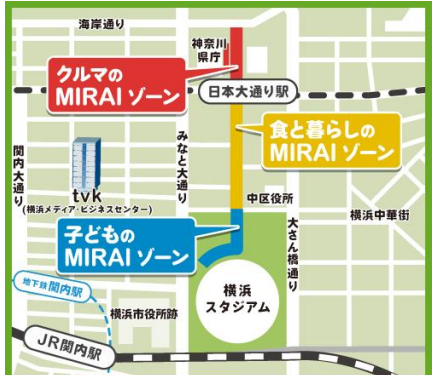 海岸通り
神奈川
県庁
クルマの
MIRAIゾーン
日本大通り駅
食と暮らしの
MIRAIゾーン
関内大通り
みなと大通り
tvk
(横浜メディア・ビジネスセンター)
中区役所
大さん橋通り
横浜中華街
子どもの
MIRAIゾーン
地下鉄関内駅
横浜市役所跡
横浜
スタジアム
JR関内駅